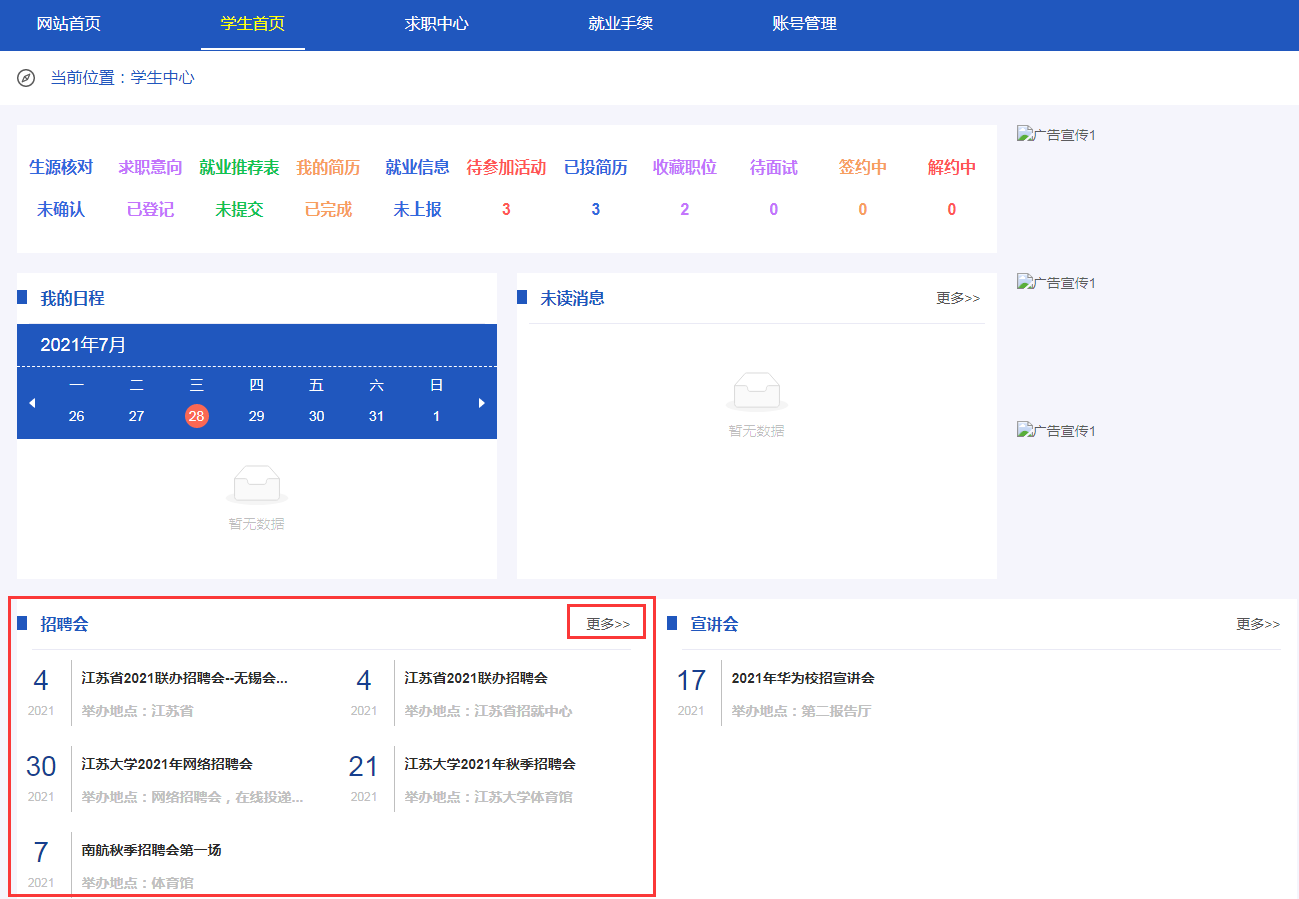 网站首页 学生首页 求职中心 就业手续 账号管理
当前位置：学生中心
生源核对 求职意向 就业推荐表 我的简历 就业信息 待参加活动 已投简历 收藏职位 待面试 签约中 解约中
未确认 已登记 未提交 已完成 未上报 3 3 2 0 0 0
广告宣传1
我的日程
2021年7月
一 二 三 四 五 六 日
26 27 28 29 30 31 1
暂无数据
未读消息 更多>>
暂无数据
广告宣传1
广告宣传1
招聘会 更多>>
4 江苏省2021联办招聘会--无锡会...
2021 举办地点：江苏省
4 江苏省2021联办招聘会
2021 举办地点：江苏省招就中心
30 江苏大学2021年网络招聘会
2021 举办地点：网络招聘会，在线投递...
21 江苏大学2021年秋季招聘会
2021 举办地点：江苏大学体育馆
7 南航秋季招聘会第一场
2021 举办地点：体育馆
宣讲会 更多>>
17 2021年华为校招宣讲会
2021 举办地点：第二报告厅